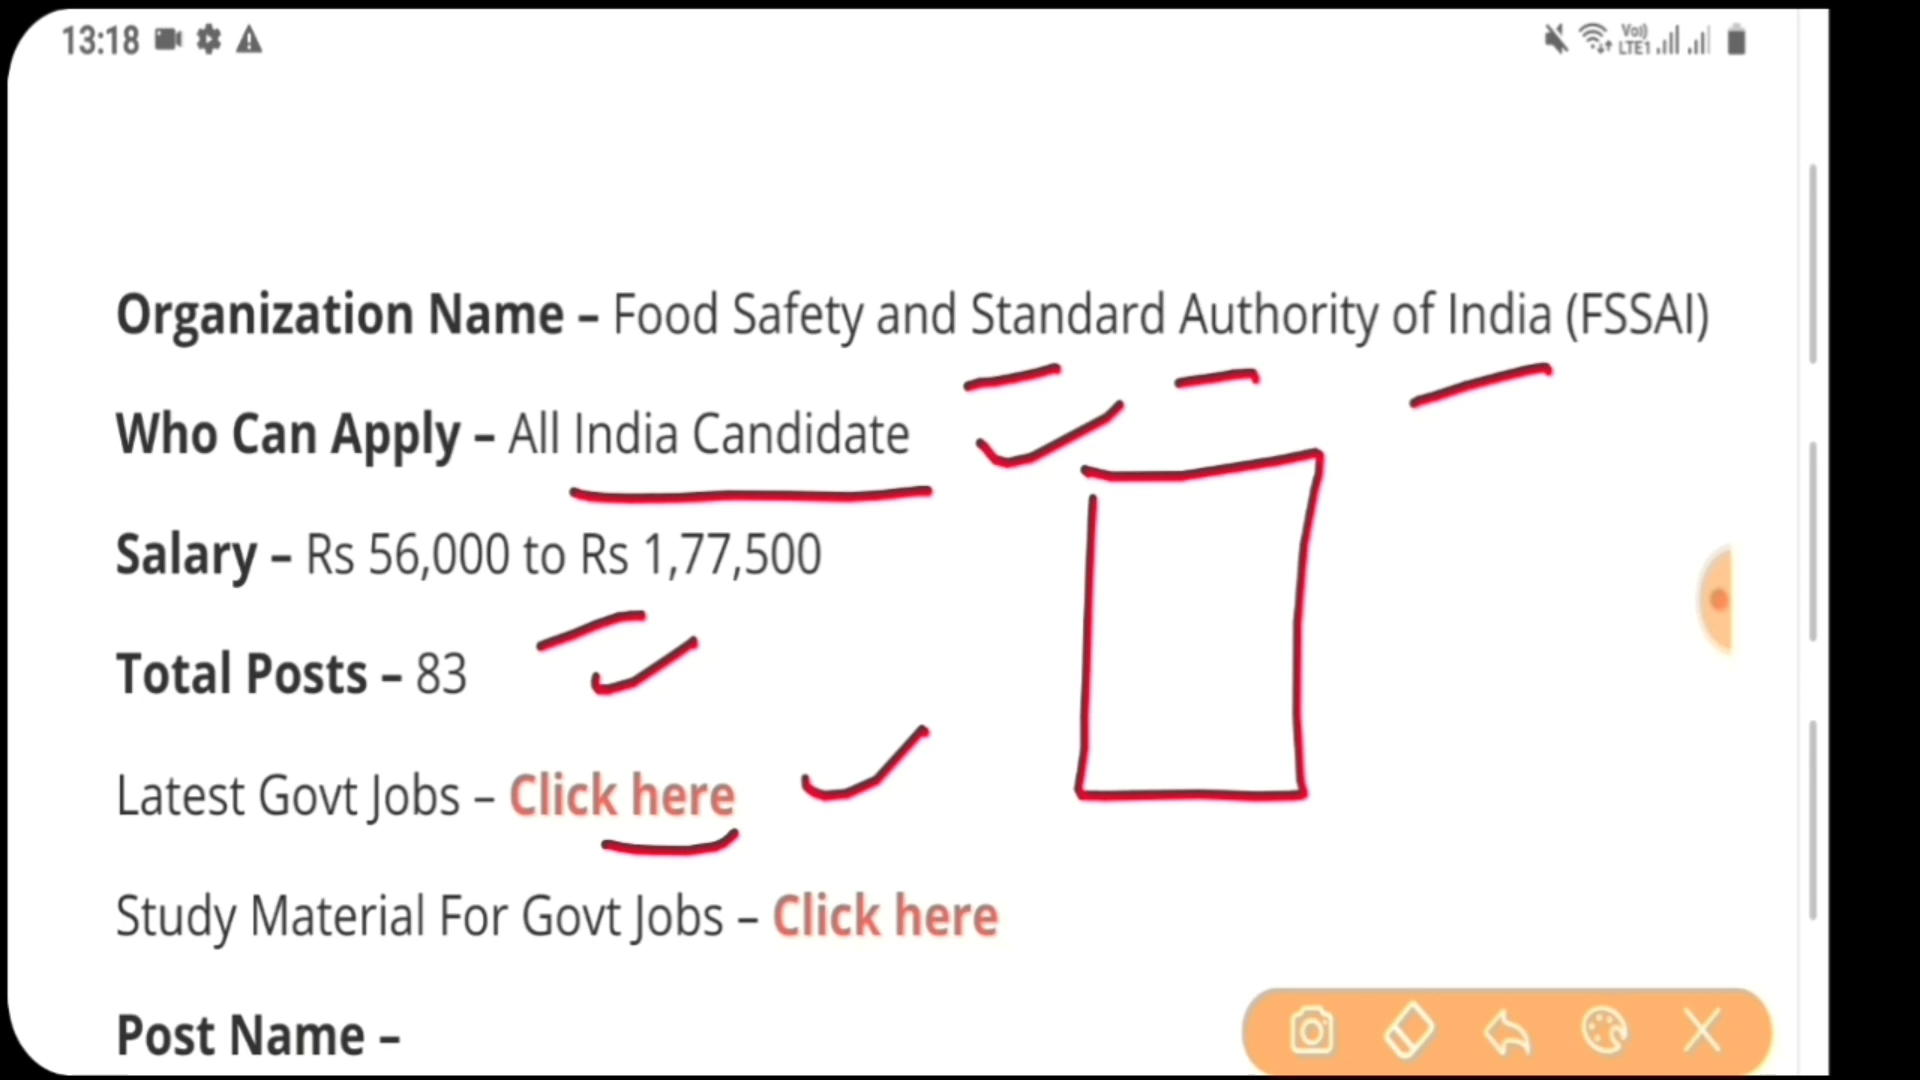 13:18
Vo)
LTE1
Organization Name – Food Safety and Standard Authority of India (FSSAI)
Who Can Apply – All India Candidate
Salary – Rs 56,000 to Rs 1,77,500
Total Posts – 83
Latest Govt Jobs – Click here
Study Material For Govt Jobs – Click here
Post Name –